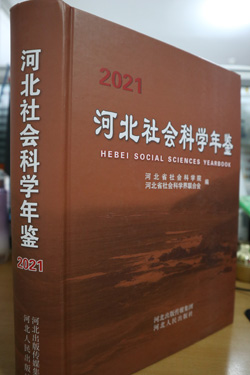 2021
河北社会科学年鉴
HEBEI SOCIAL SCIENCES YEARBOOK
河北省社会科学院
河北省社会科学界联合会
编
河北出版传媒集团
河北人民出版社
河北社会科学年鉴
2021
河北出版传媒集
河北人民出版社